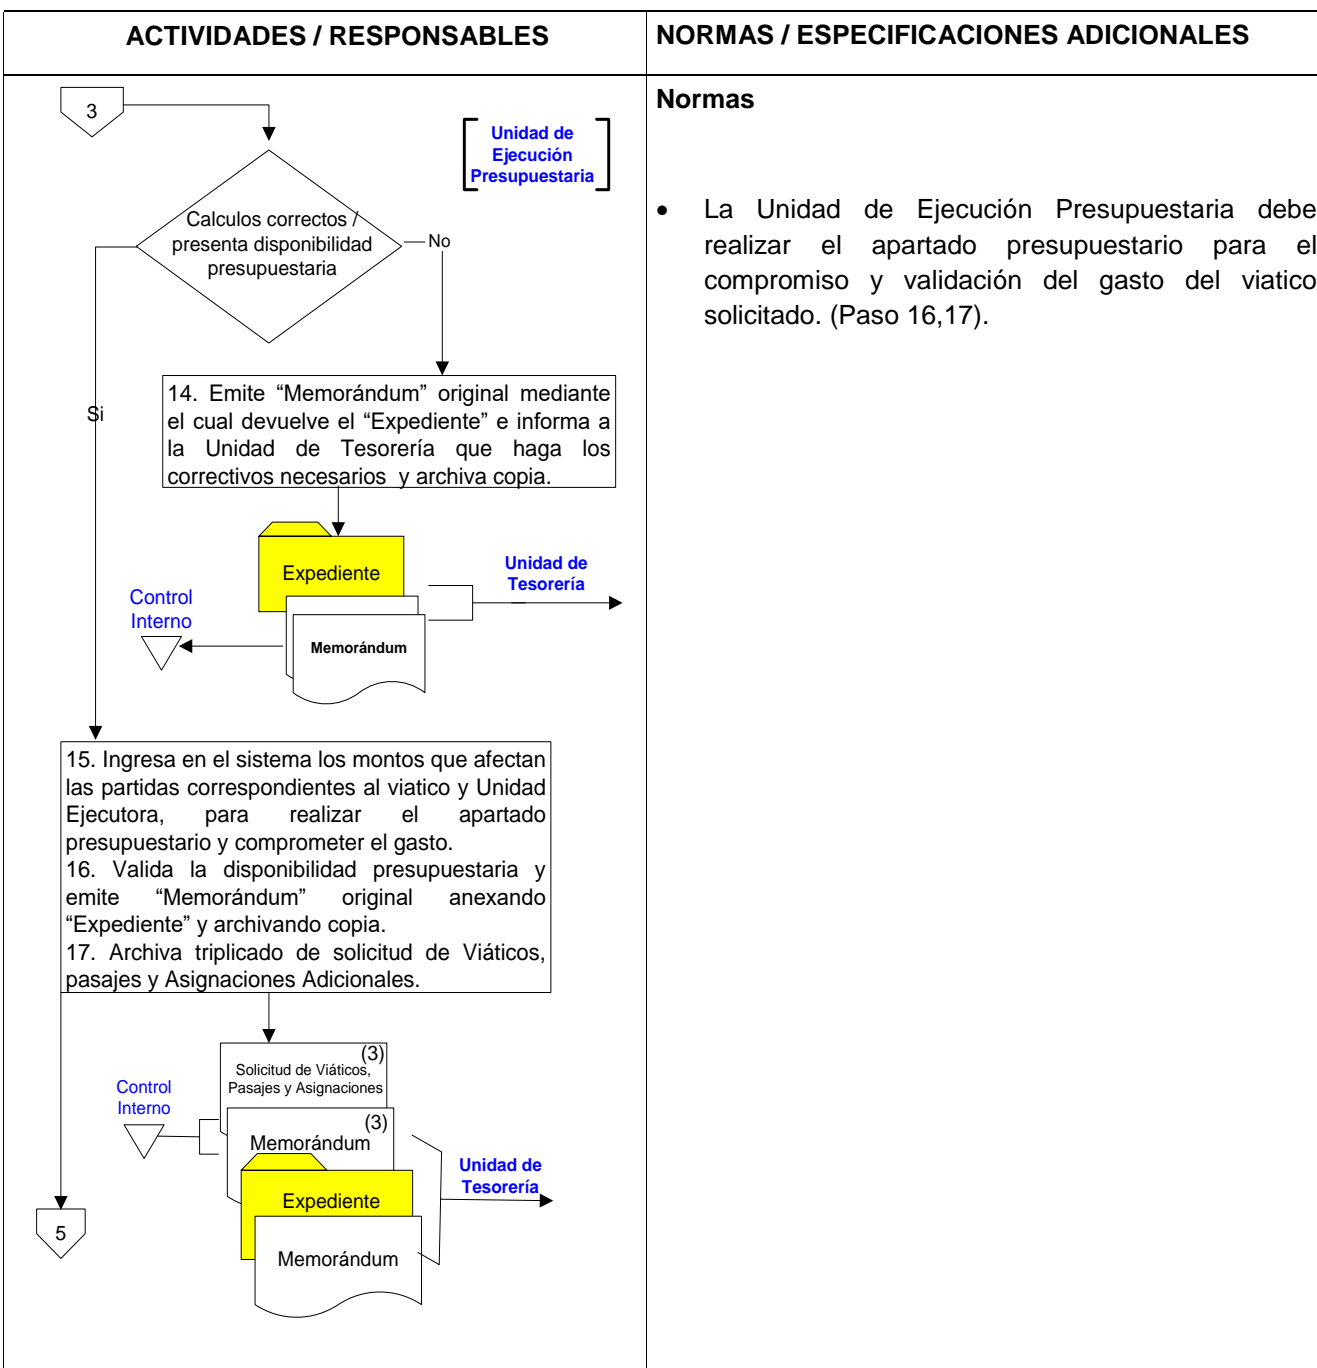 ACTIVIDADES / RESPONSABLES
NORMAS / ESPECIFICACIONES ADICIONALES
3
Unidad de
Ejecución
Presupuestaria
Calculos correctos /
presenta disponibilidad
presupuestaria
No
Si
14. Emite “Memorándum” original mediante
el cual devuelve el “Expediente” e informa a
la Unidad de Tesorería que haga los
correctivos necesarios y archiva copia.
Expediente
Unidad de
Tesorería
Control
Interno
Memorándum
15. Ingresa en el sistema los montos que afectan
las partidas correspondientes al viatico y Unidad
Ejecutora, para realizar el apartado
presupuestario y comprometer el gasto.
16. Valida la disponibilidad presupuestaria y
emite “Memorándum” original anexando
“Expediente” y archivando copia.
17. Archiva triplicado de solicitud de Viáticos,
pasajes y Asignaciones Adicionales.
(3)
Solicitud de Viáticos,
Pasajes y Asignaciones
Control
Interno
(3)
Memorándum
Unidad de
Tesorería
Expediente
5
Memorándum
Normas
• La Unidad de Ejecución Presupuestaria debe
realizar el apartado presupuestario para el
compromiso y validación del gasto del viatico
solicitado. (Paso 16,17).